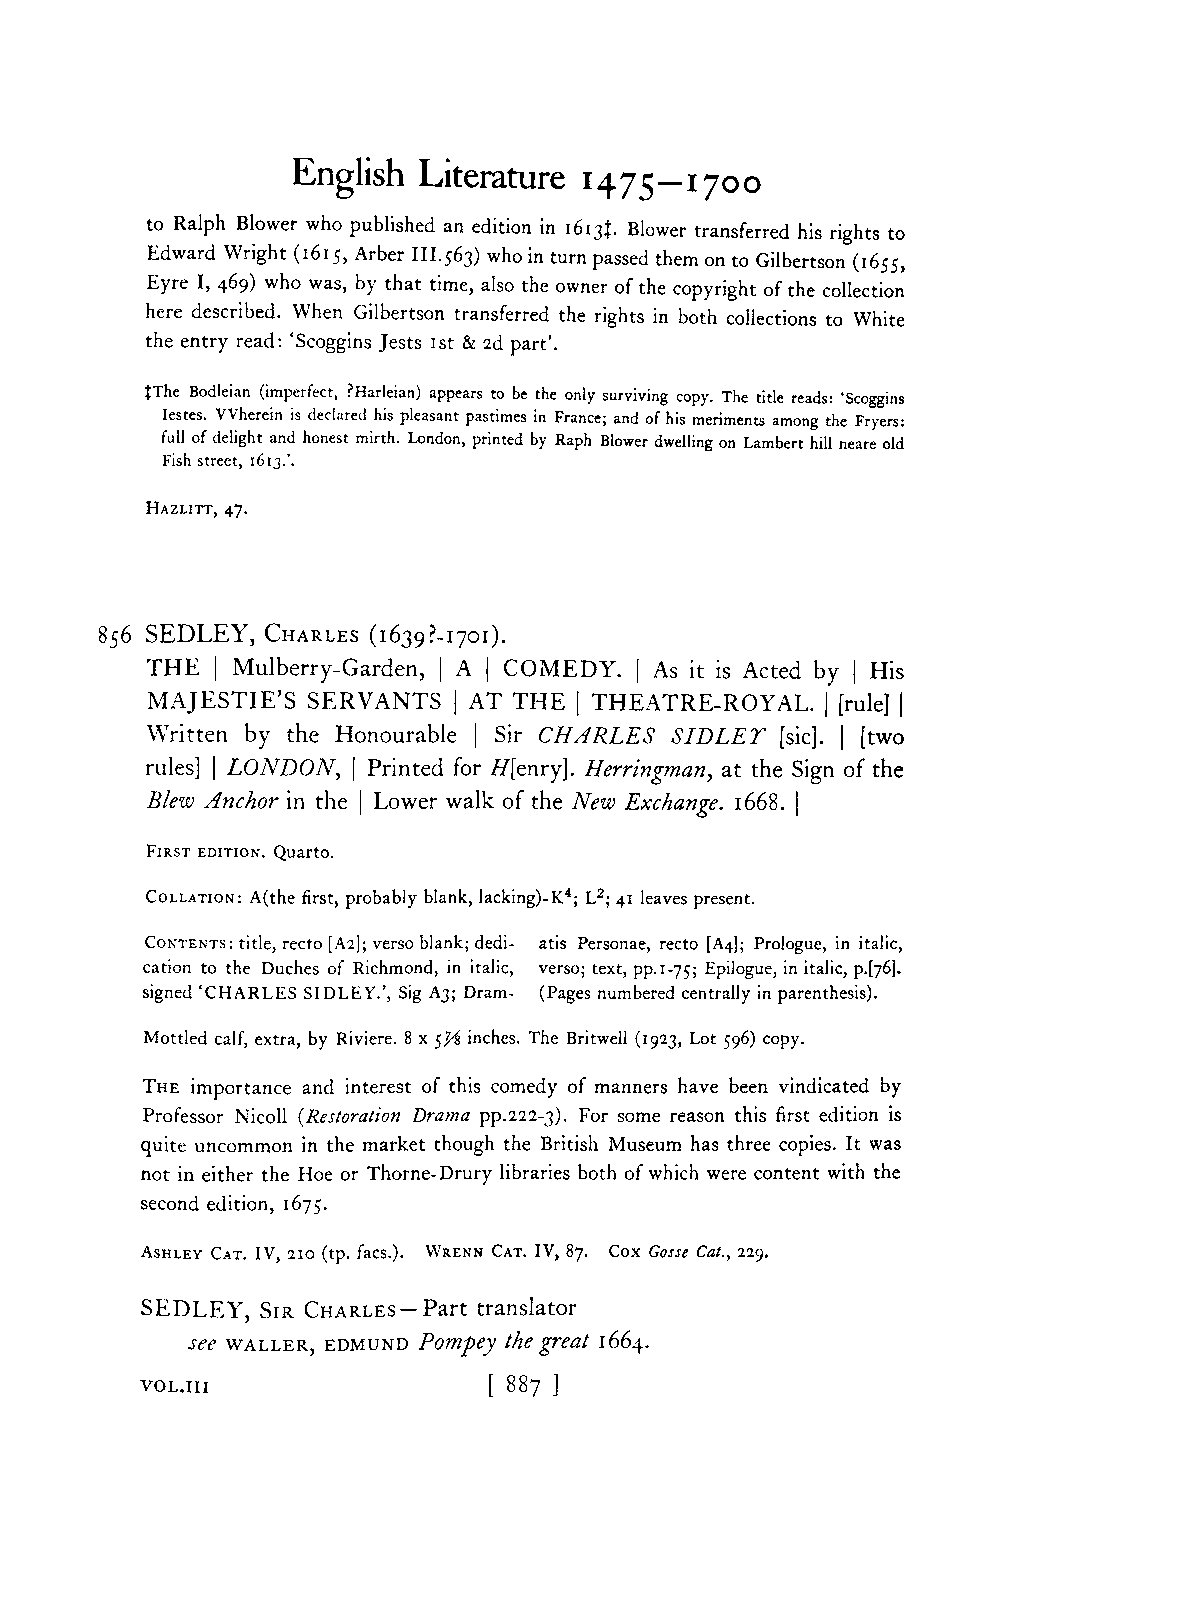 English Literature 1475–1700
to Ralph Blower who published an edition in 1613‡. Blower transferred his rights to
Edward Wright (1615, Arber III.563) who in turn passed them on to Gilbertson (1655,
Eyre I, 469) who was, by that time, also the owner of the copyright of the collection
here described. When Gilbertson transferred the rights in both collections to White
the entry read: 'Scoggins Jests 1st & 2d part'.
‡The Bodleian (imperfect, ?Harleian) appears to be the only surviving copy. The title reads: 'Scoggins
Iestes. VVherein is declared his pleasant pastimes in France; and of his meriments among the Fryers:
full of delight and honest mirth. London, printed by Raph Blower dwelling on Lambert hill neare old
Fish street, 1613.'.
HAZLITT, 47.
856 SEDLEY, CHARLES (1639?-1701).
THE | Mulberry-Garden, | A | COMEDY. | As it is Acted by | His
MAJESTIE'S SERVANTS | AT THE | THEATRE-ROYAL. | [rule] |
Written by the Honourable | Sir CHARLES SIDLEY [sic]. | [two
rules] | LONDON, | Printed for H[enry]. Herringman, at the Sign of the
Blew Anchor in the | Lower walk of the New Exchange. 1668. |
FIRST EDITION. Quarto.
COLLATION: A(the first, probably blank, lacking)-K⁴; L²; 41 leaves present.
CONTENTS: title, recto [A2]; verso blank; dedi-
cation to the Duches of Richmond, in italic,
signed 'CHARLES SIDLEY.', Sig A3; Dram-
atis Personae, recto [A4]; Prologue, in italic,
verso; text, pp.1-75; Epilogue, in italic, p.[76].
(Pages numbered centrally in parenthesis).
Mottled calf, extra, by Riviere. 8 x 5⅞ inches. The Britwell (1923, Lot 596) copy.
THE importance and interest of this comedy of manners have been vindicated by
Professor Nicoll (Restoration Drama pp.222-3). For some reason this first edition is
quite uncommon in the market though the British Museum has three copies. It was
not in either the Hoe or Thorne-Drury libraries both of which were content with the
second edition, 1675.
ASHLEY CAT. IV, 210 (tp. facs.). WRENN CAT. IV, 87. COX Gosse Cat., 229.
SEDLEY, SIR CHARLES—Part translator
see WALLER, EDMUND Pompey the great 1664.
VOL.III [ 887 ]